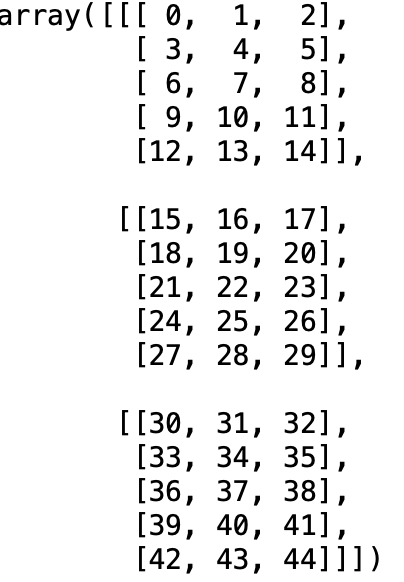 array([[[ 0,  1,  2],
        [ 3,  4,  5],
        [ 6,  7,  8],
        [ 9, 10, 11],
        [12, 13, 14]],

       [[15, 16, 17],
        [18, 19, 20],
        [21, 22, 23],
        [24, 25, 26],
        [27, 28, 29]],

       [[30, 31, 32],
        [33, 34, 35],
        [36, 37, 38],
        [39, 40, 41],
        [42, 43, 44]]])